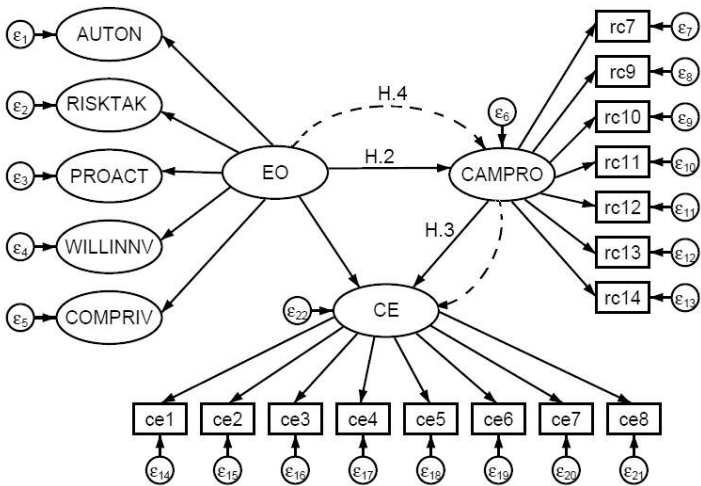 ε1 AUTON
ε2 RISKTAK
ε3 PROACT
ε4 WILLINNV
ε5 COMPRIV
EO
H.4
H.2
H.3
ε6
CAMPRO
rc7 ε7
rc9 ε8
rc10 ε9
rc11 ε10
rc12 ε11
rc13 ε12
rc14 ε13
ε22 CE
ce1 ce2 ce3 ce4 ce5 ce6 ce7 ce8
ε14 ε15 ε16 ε17 ε18 ε19 ε20 ε21